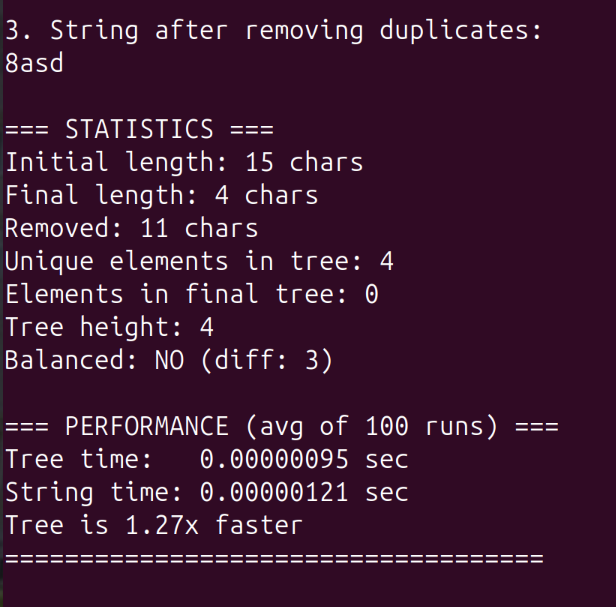 3. String after removing duplicates:
8asd
=== STATISTICS ===
Initial length: 15 chars
Final length: 4 chars
Removed: 11 chars
Unique elements in tree: 4
Elements in final tree: 0
Tree height: 4
Balanced: NO (diff: 3)
=== PERFORMANCE (avg of 100 runs) ===
Tree time:   0.00000095 sec
String time: 0.00000121 sec
Tree is 1.27x faster
====================================